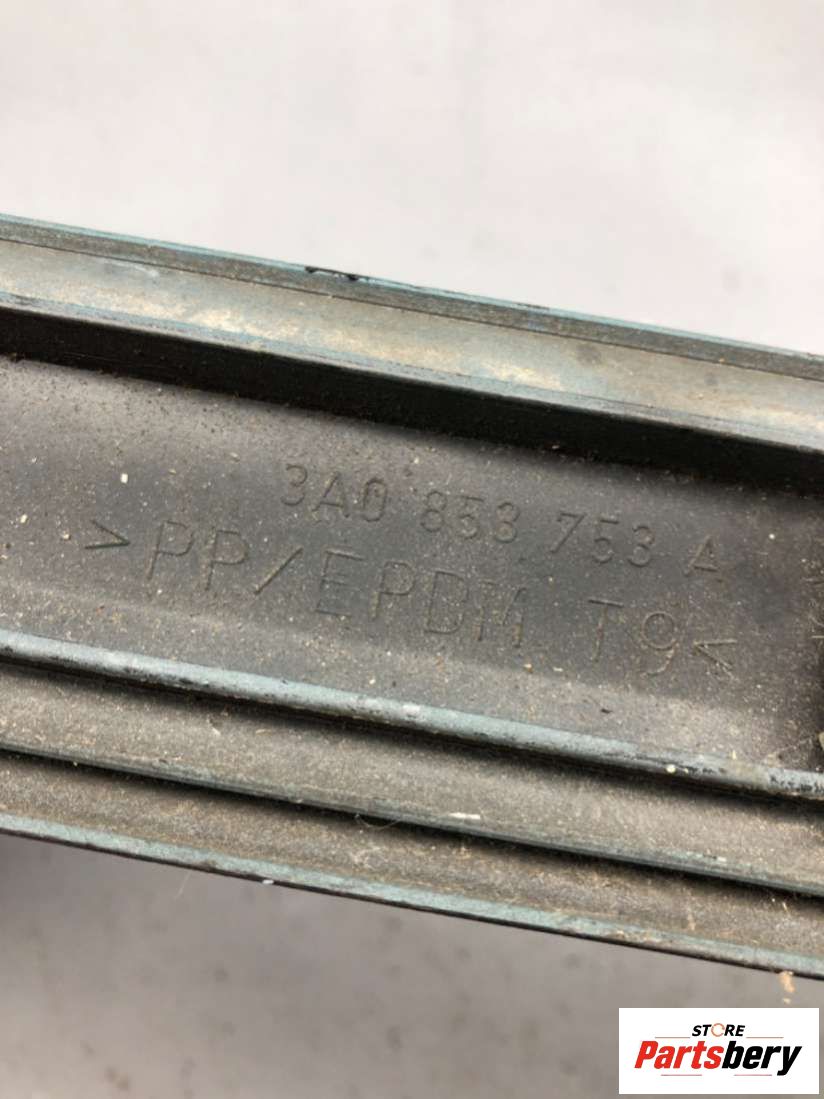 3A0 853 753 A
>PP/EPDM T9<
STORE
Partsbery